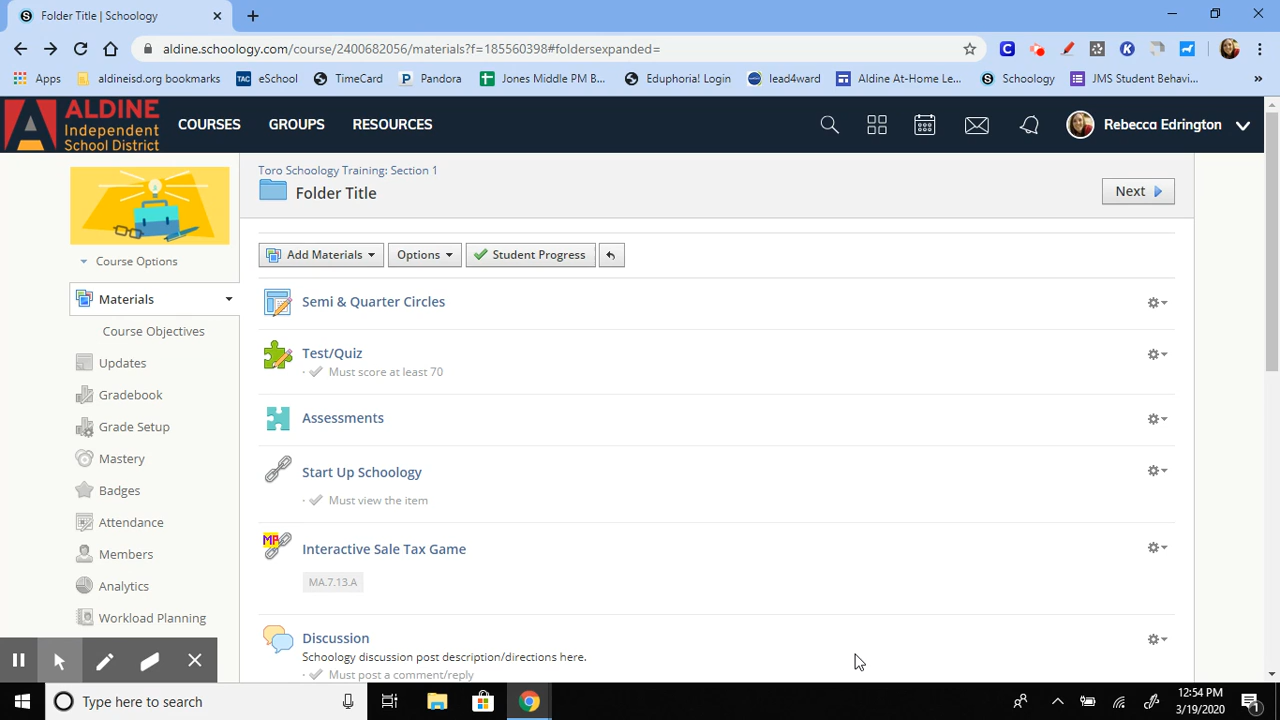 Folder Title | Schoology
aldine.schoology.com/course/2400682056/materials?f=185560398#foldersexpanded=
Apps aldineisd.org bookmarks TAC eSchool TimeCard Pandora Jones Middle PM B... Eduphoria! Login lead4ward Aldine At-Home Le... Schoology JMS Student Behavi... »
ALDINE
Independent
School District
COURSES GROUPS RESOURCES Rebecca Edrington
Toro Schoology Training: Section 1
Folder Title
Next
Course Options
Add Materials Options Student Progress
Materials
Semi & Quarter Circles
Course Objectives
Test/Quiz
Must score at least 70
Updates
Gradebook
Assessments
Grade Setup
Mastery
Start Up Schoology
Must view the item
Badges
Attendance
Interactive Sale Tax Game
MA.7.13.A
Members
Analytics
Workload Planning
Discussion
Schoology discussion post description/directions here.
Must post a comment/reply
Type here to search
12:54 PM
3/19/2020
1